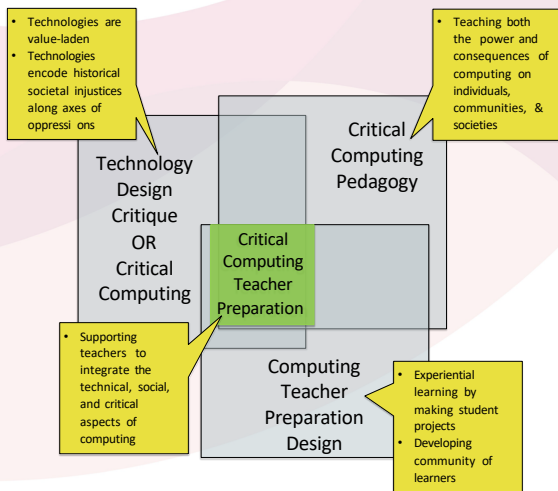 • Technologies are
value-laden
• Technologies
encode historical
societal injustices
along axes of
oppressi ons
• Teaching both
the power and
consequences of
computing on
individuals,
communities, &
societies
Technology
Design
Critique
OR
Critical
Computing
Critical
Computing
Pedagogy
Critical
Computing
Teacher
Preparation
• Supporting
teachers to
integrate the
technical, social,
and critical
aspects of
computing
Computing
Teacher
Preparation
Design
• Experiential
learning by
making student
projects
• Developing
community of
learners